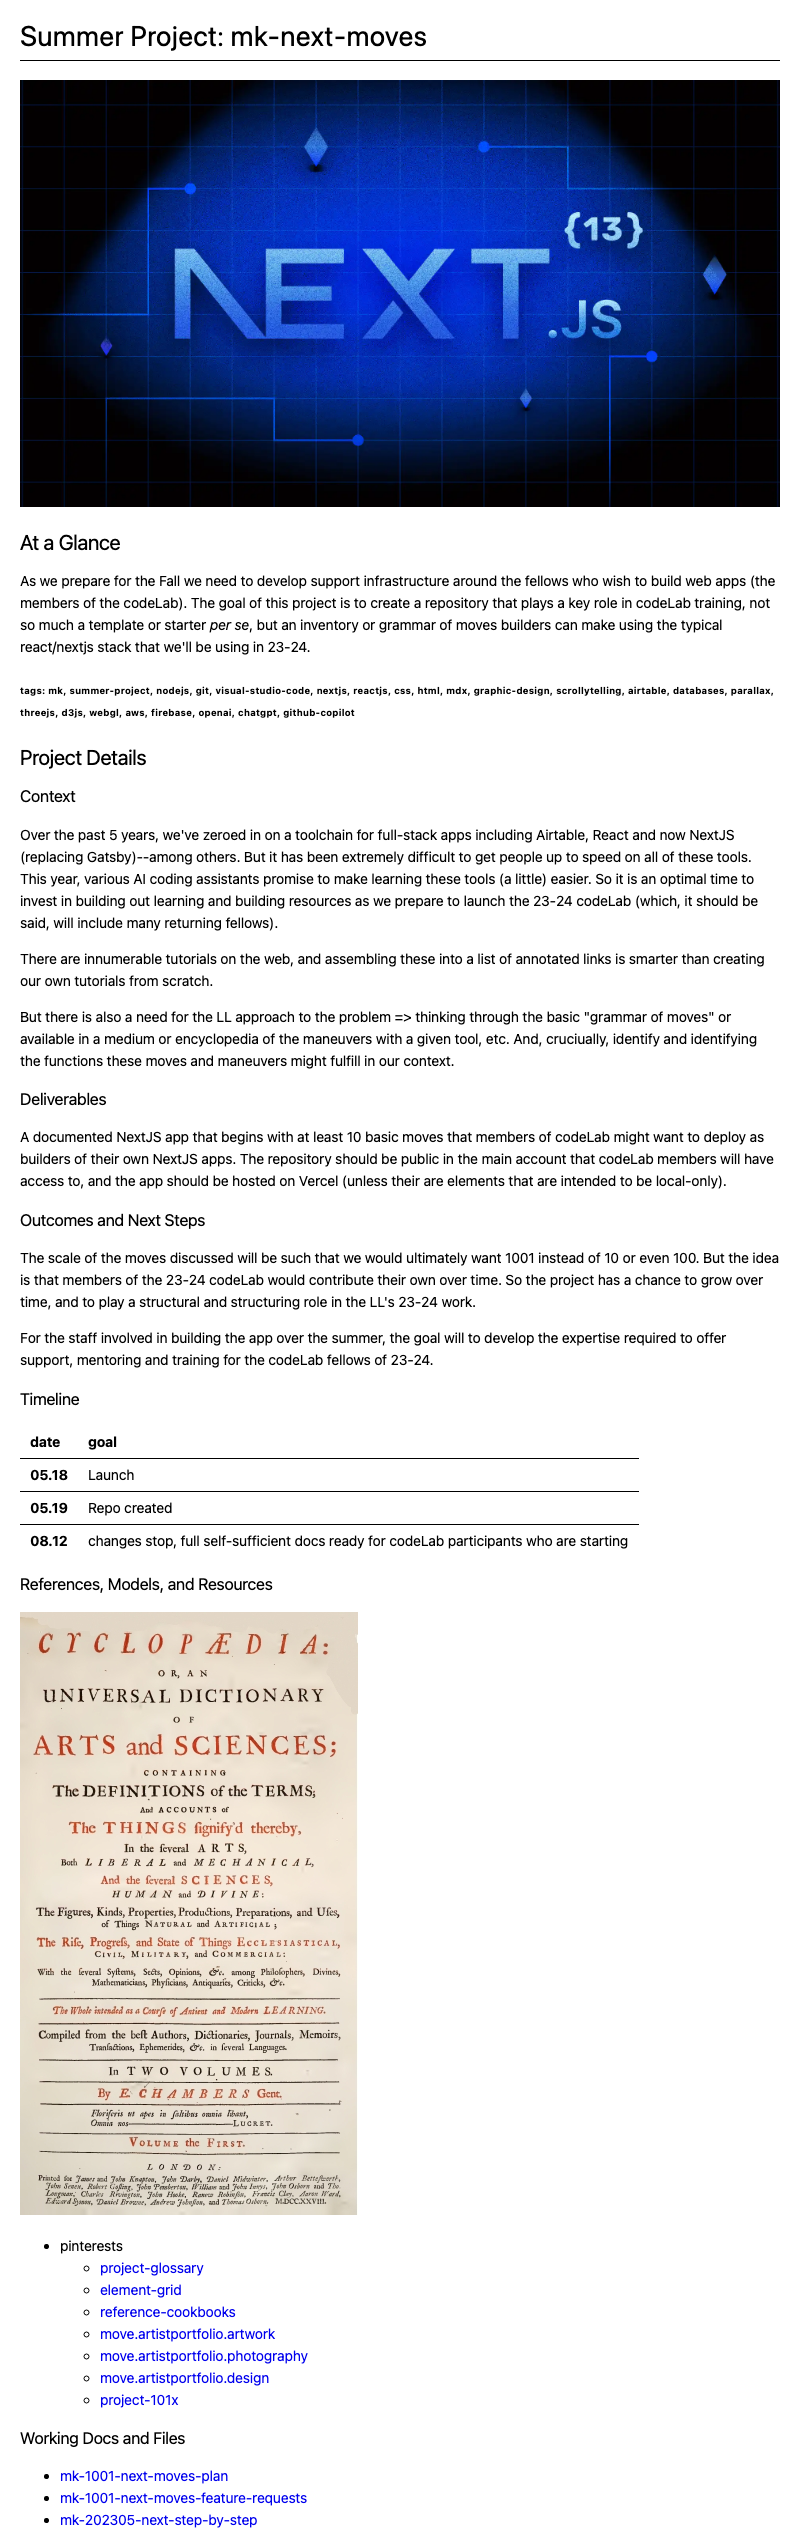 Summer Project: mk-next-moves
NEXT
{13}
.JS
At a Glance
As we prepare for the Fall we need to develop support infrastructure around the fellows who wish to build web apps (the
members of the codeLab). The goal of this project is to create a repository that plays a key role in codeLab training, not
so much a template or starter per se, but an inventory or grammar of moves builders can make using the typical
react/nextjs stack that we'll be using in 23-24.
tags: mk, summer-project, nodejs, git, visual-studio-code, nextjs, reactjs, css, html, mdx, graphic-design, scrollytelling, airtable, databases, parallax,
threejs, d3js, webgl, aws, firebase, openai, chatgpt, github-copilot
Project Details
Context
Over the past 5 years, we've zeroed in on a toolchain for full-stack apps including Airtable, React and now NextJS
(replacing Gatsby)--among others. But it has been extremely difficult to get people up to speed on all of these tools.
This year, various AI coding assistants promise to make learning these tools (a little) easier. So it is an optimal time to
invest in building out learning and building resources as we prepare to launch the 23-24 codeLab (which, it should be
said, will include many returning fellows).
There are innumerable tutorials on the web, and assembling these into a list of annotated links is smarter than creating
our own tutorials from scratch.
But there is also a need for the LL approach to the problem => thinking through the basic "grammar of moves" or
available in a medium or encyclopedia of the maneuvers with a given tool, etc. And, cruciually, identify and identifying
the functions these moves and maneuvers might fulfill in our context.
Deliverables
A documented NextJS app that begins with at least 10 basic moves that members of codeLab might want to deploy as
builders of their own NextJS apps. The repository should be public in the main account that codeLab members will have
access to, and the app should be hosted on Vercel (unless their are elements that are intended to be local-only).
Outcomes and Next Steps
The scale of the moves discussed will be such that we would ultimately want 1001 instead of 10 or even 100. But the idea
is that members of the 23-24 codeLab would contribute their own over time. So the project has a chance to grow over
time, and to play a structural and structuring role in the LL's 23-24 work.
For the staff involved in building the app over the summer, the goal will to develop the expertise required to offer
support, mentoring and training for the codeLab fellows of 23-24.
Timeline
date goal
05.18 Launch
05.19 Repo created
08.12 changes stop, full self-sufficient docs ready for codeLab participants who are starting
References, Models, and Resources
CYCLOPÆDIA:
OR, AN
UNIVERSAL DICTIONARY
OF
ARTS and SCIENCES;
CONTAINING
The DEFINITIONS of the TERMS;
And ACCOUNTS of
The THINGS ſignify'd thereby,
In the ſeveral ARTS,
Both LIBERAL and MECHANICAL,
And the ſeveral SCIENCES,
HUMAN and DIVINE:
The Figures, Kinds, Properties, Productions, Preparations, and Uſes,
of Things NATURAL and ARTIFICIAL;
The Riſe, Progreſs, and State of Things ECCLESIASTICAL,
CIVIL, MILITARY, and COMMERCIAL:
With the ſeveral Syſtems, Sects, Opinions, &c. among Philoſophers, Divines,
Mathematicians, Phyſicians, Antiquaries, Criticks, &c.
The Whole intended as a Courſe of Antient and Modern LEARNING.
Compiled from the beſt Authors, Dictionaries, Journals, Memoirs,
Tranſactions, Ephemerides, &c. in ſeveral Languages.
In TWO VOLUMES.
By E. CHAMBERS Gent.
Floriferis ut apes in ſaltibus omnia libant,
Omnia nos LUCRET.
VOLUME the FIRST.
LONDON:
Printed for James and John Knapton, John Darby, Daniel Midwinter, Arther Betteſworth,
John Senex, Robert Goſling, John Pemberton, William and John Innys, John Osborn and Tho.
Longman, Charles Rivington, John Hooke, Ranew Robinſon, Francis Clay, Aaron Ward,
Edward Symon, Daniel Browne, Andrew Johnſton, and Thomas Osborn. M.DCC.XXVIII.
pinterests
project-glossary
element-grid
reference-cookbooks
move.artistportfolio.artwork
move.artistportfolio.photography
move.artistportfolio.design
project-101x
Working Docs and Files
mk-1001-next-moves-plan
mk-1001-next-moves-feature-requests
mk-202305-next-step-by-step